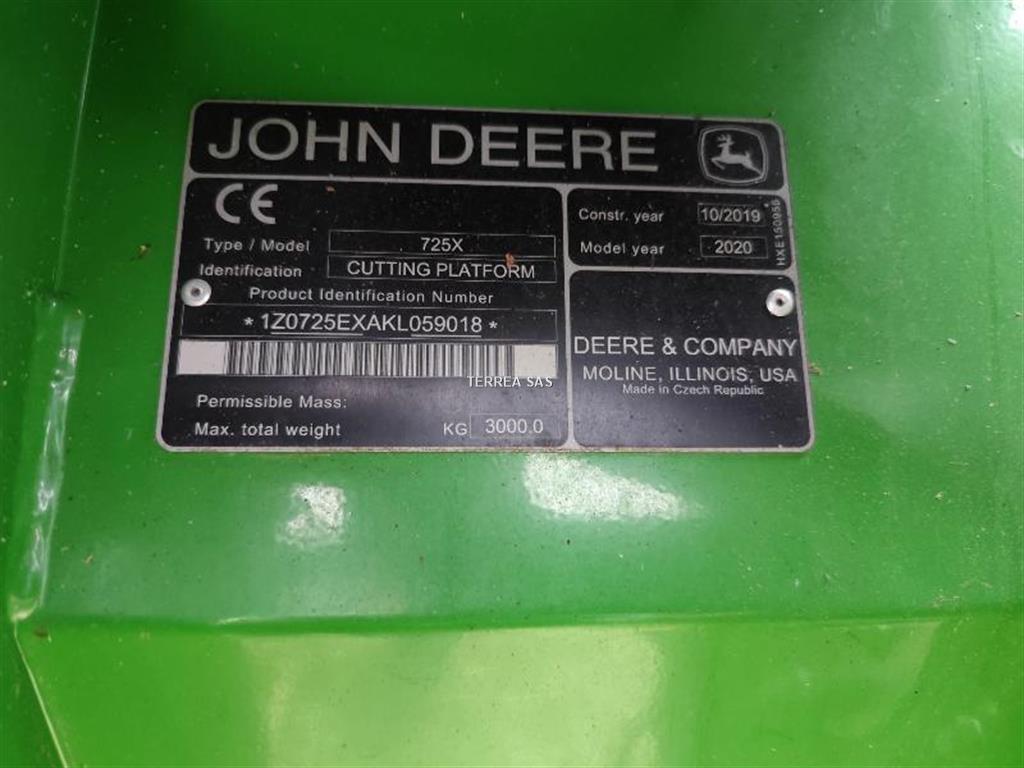 JOHN DEERE
CE
Type / Model 725X
Identification CUTTING PLATFORM
Product Identification Number
*1Z0725EXAKL059018*
Permissible Mass:
Max. total weight KG 3000.0
Constr. year 10/2019
Model year 2020
HXE150956
DEERE & COMPANY
MOLINE, ILLINOIS, USA
Made in Czech Republic
TERREA SAS